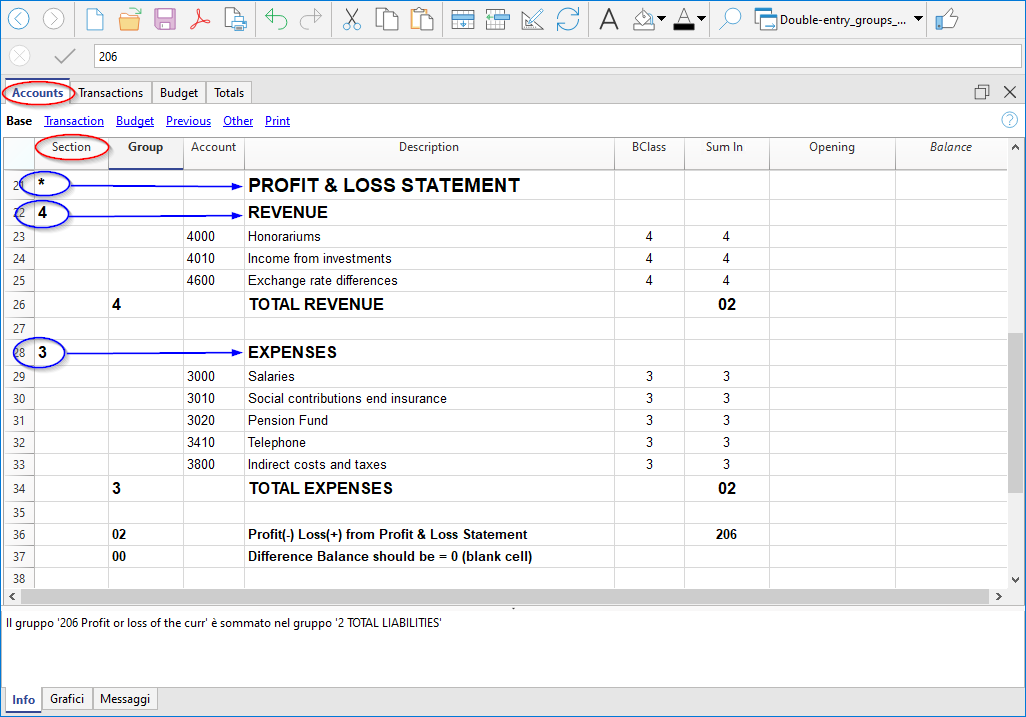 Double-entry_groups_...
206
Accounts Transactions Budget Totals
Base Transaction Budget Previous Other Print
Section Group Account Description BClass Sum In Opening Balance
21 * PROFIT & LOSS STATEMENT
22 4 REVENUE
23 4000 Honorariums 4 4
24 4010 Income from investments 4 4
25 4600 Exchange rate differences 4 4
26 4 TOTAL REVENUE 02
27
28 3 EXPENSES
29 3000 Salaries 3 3
30 3010 Social contributions end insurance 3 3
31 3020 Pension Fund 3 3
32 3410 Telephone 3 3
33 3800 Indirect costs and taxes 3 3
34 3 TOTAL EXPENSES 02
35
36 02 Profit(-) Loss(+) from Profit & Loss Statement 206
37 00 Difference Balance should be = 0 (blank cell)
38
Il gruppo '206 Profit or loss of the curr' è sommato nel gruppo '2 TOTAL LIABILITIES'
Info Grafici Messaggi